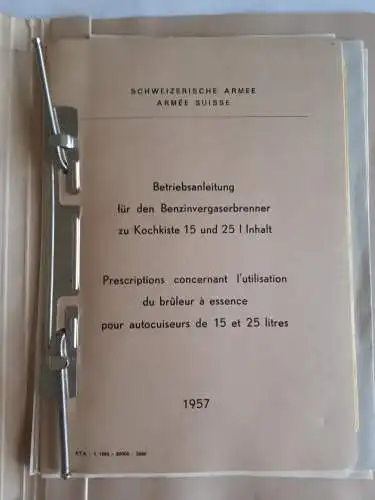 SCHWEIZERISCHE ARMEE
ARMÉE SUISSE
Betriebsanleitung
für den Benzinvergaserbrenner
zu Kochkiste 15 und 25 l Inhalt
Prescriptions concernant l'utilisation
du brûleur à essence
pour autocuiseurs de 15 et 25 litres
1957